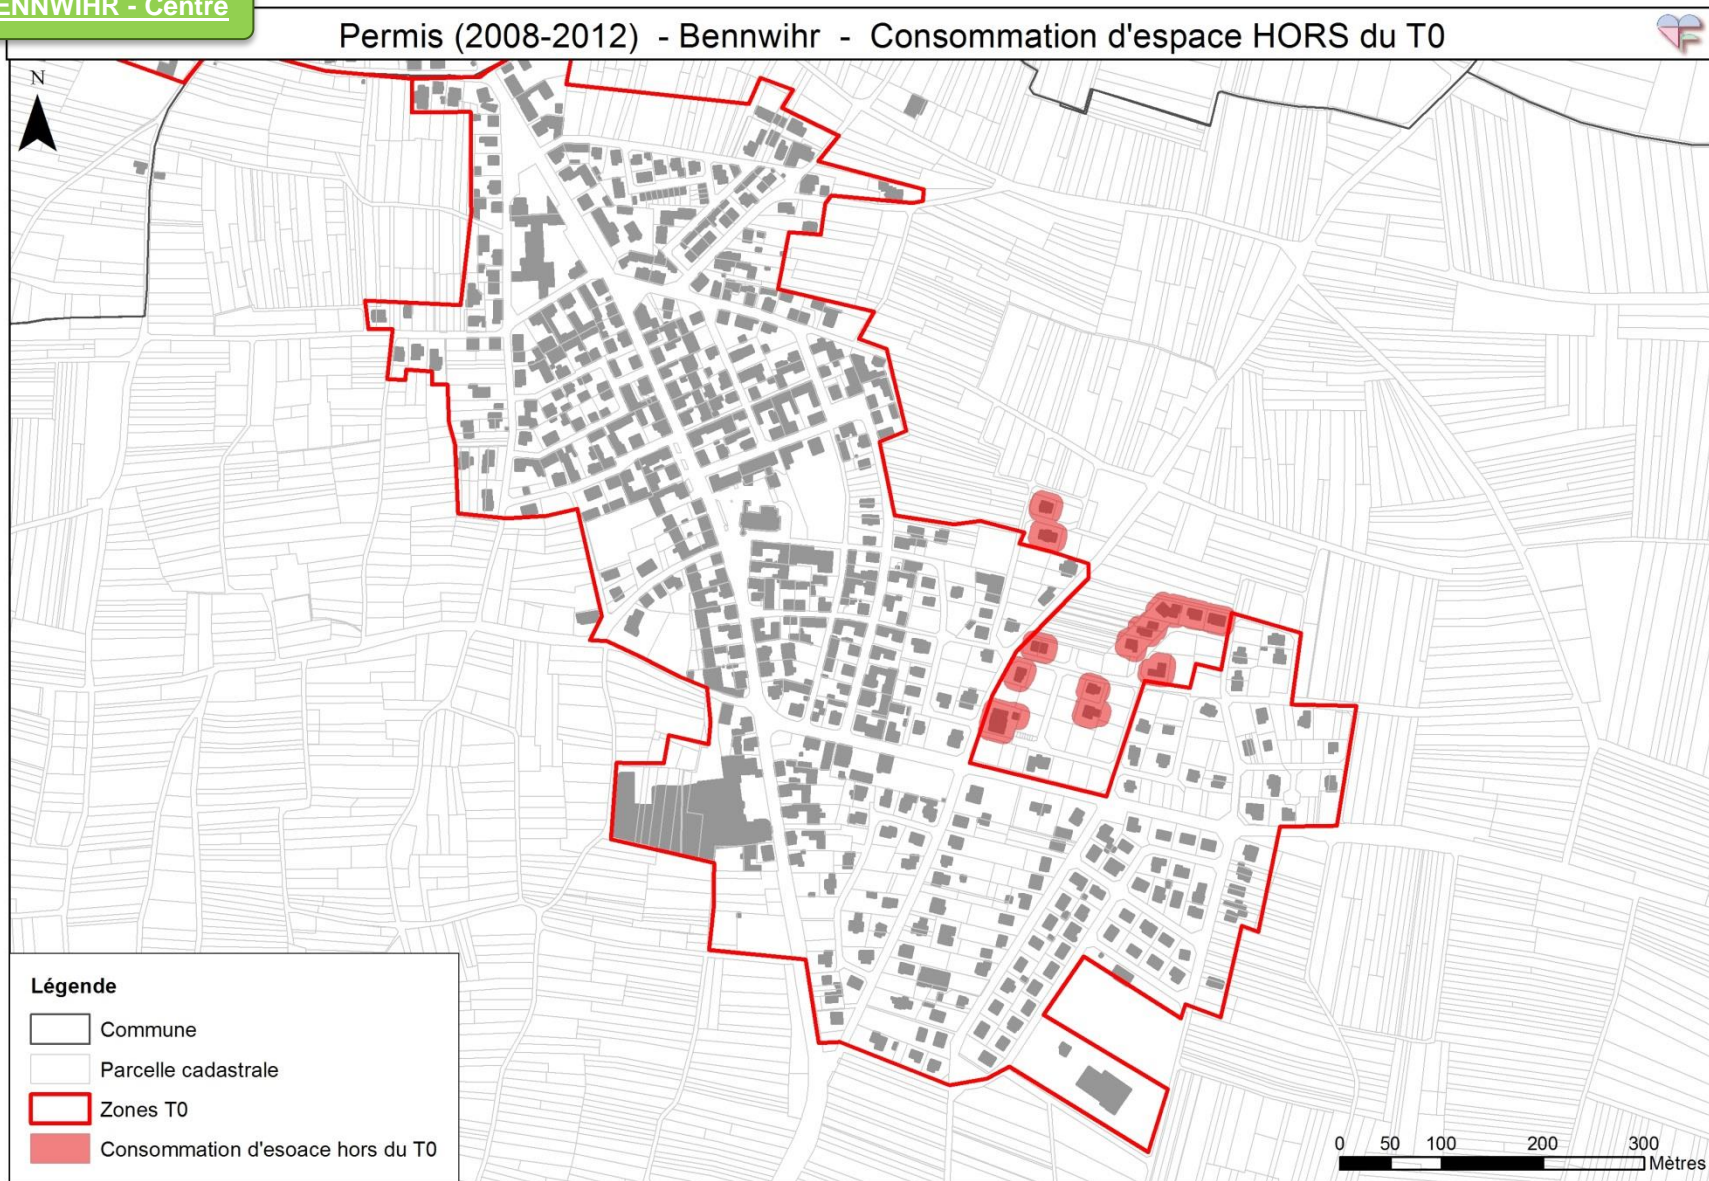 ENNWIHR - Centre
Permis (2008-2012) - Bennwihr - Consommation d'espace HORS du T0
N
Légende
Commune
Parcelle cadastrale
Zones T0
Consommation d'esoace hors du T0
0 50 100 200 300
Mètres